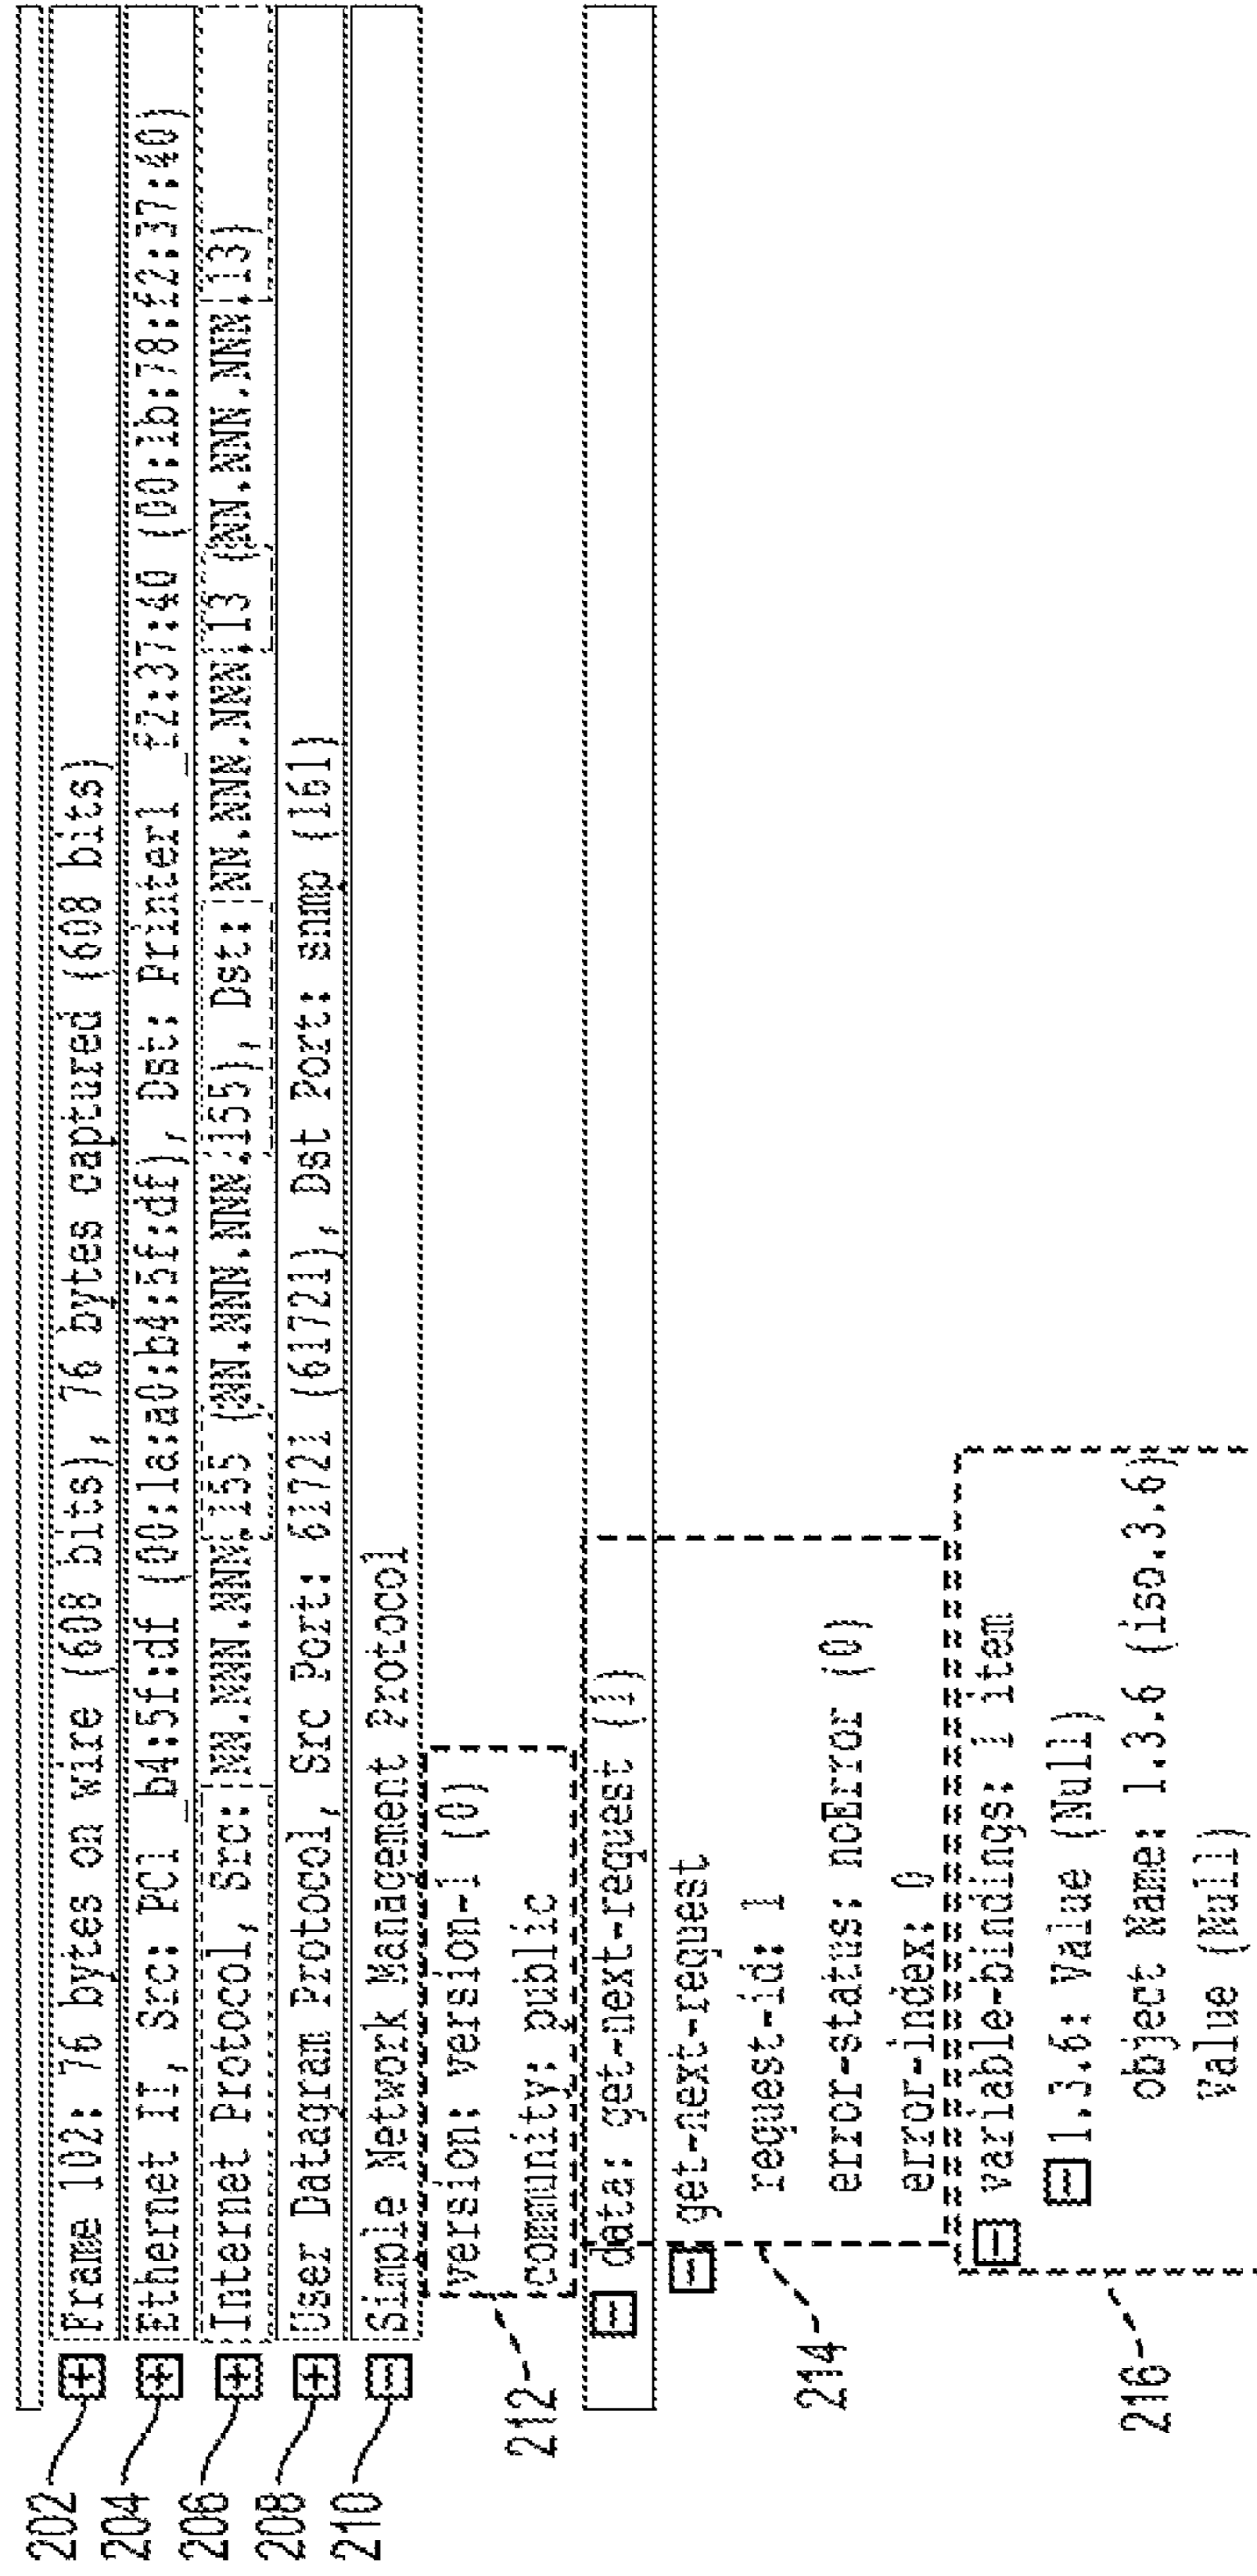 202 Frame 102: 76 bytes on wire (608 bits), 76 bytes captured (608 bits)
204 Ethernet II, Src: PC1_b4:5f:df (00:1a:a0:b4:5f:df), Dst: Printer1_f2:37:40 (00:1b:78:f2:37:40)
206 Internet Protocol, Src: NN.NNN.NNN.155 (NN.NNN.NNN.155), Dst: NN.NNN.NNN.13 (NN.NNN.NNN.13)
208 User Datagram Protocol, Src Port: 61721 (61721), Dst Port: snmp (161)
210 Simple Network Management Protocol
version: version-1 (0)
212 community: public
data: get-next-request (1)
get-next-request
request-id: 1
214 error-status: noError (0)
error-index: 0
variable-bindings: 1 item
1.3.6: Value (Null)
216 object Name: 1.3.6 (iso.3.6)
Value (Null)